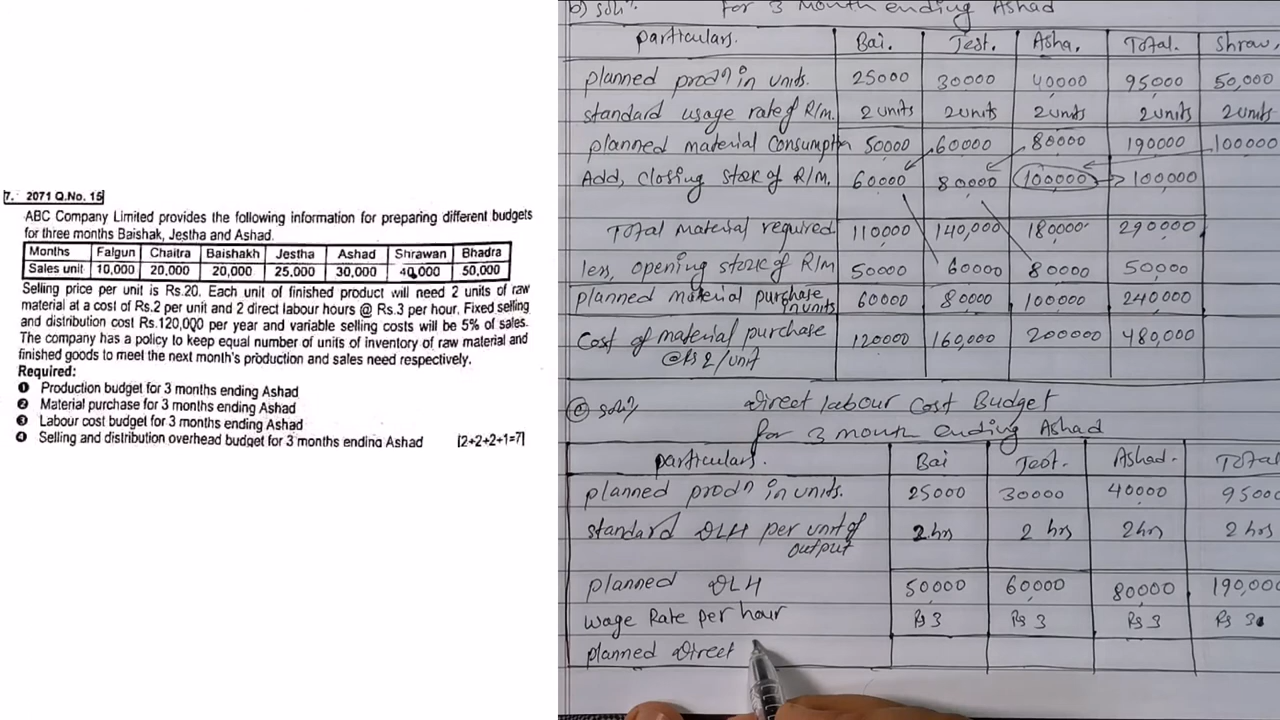 7. 2071 Q.No. 15
ABC Company Limited provides the following information for preparing different budgets
for three months Baishak, Jestha and Ashad.
Months Falgun Chaitra Baishakh Jestha Ashad Shrawan Bhadra
Sales unit 10,000 20,000 20,000 25,000 30,000 40,000 50,000
Selling price per unit is Rs.20. Each unit of finished product will need 2 units of raw
material at a cost of Rs.2 per unit and 2 direct labour hours @ Rs.3 per hour. Fixed selling
and distribution cost Rs.120,000 per year and variable selling costs will be 5% of sales.
The company has a policy to keep equal number of units of inventory of raw material and
finished goods to meet the next month's production and sales need respectively.
Required:
❶ Production budget for 3 months ending Ashad
❷ Material purchase for 3 months ending Ashad
❸ Labour cost budget for 3 months ending Ashad
❹ Selling and distribution overhead budget for 3 months ending Ashad [2+2+2+1=7]
b) solⁿ. for 3 Month ending Ashad
particulars. Bai. Jest. Asha. Total. Shraw.
planned prodⁿ in units. 25000 30000 40000 95000 50,000
standard usage rate of R/m. 2 units 2 units 2 units 2 units 2 units
planned material consumptn 50000 60000 80000 190000 100000
Add, closing stock of R/m. 60000 80000 100000 100000
Total material required 110000 140,000 180000 290000
less, opening stock of R/m 50000 60000 80000 50,000
planned material purchase in units 60000 80000 100000 240000
Cost of material purchase 120000 160,000 200000 480,000
@Rs 2/unit
(c) solⁿ. Direct labour Cost Budget
for 3 month ending Ashad
particulars. Bai Jest. Ashad. Total
planned prodⁿ in units. 25000 30000 40000 9500
standard DLH per unit of 2 hrs 2 hrs 2 hrs 2 hrs
output
planned DLH 50000 60000 80000 190,000
wage Rate per hour Rs 3 Rs 3 Rs 3 Rs 3
planned Direct